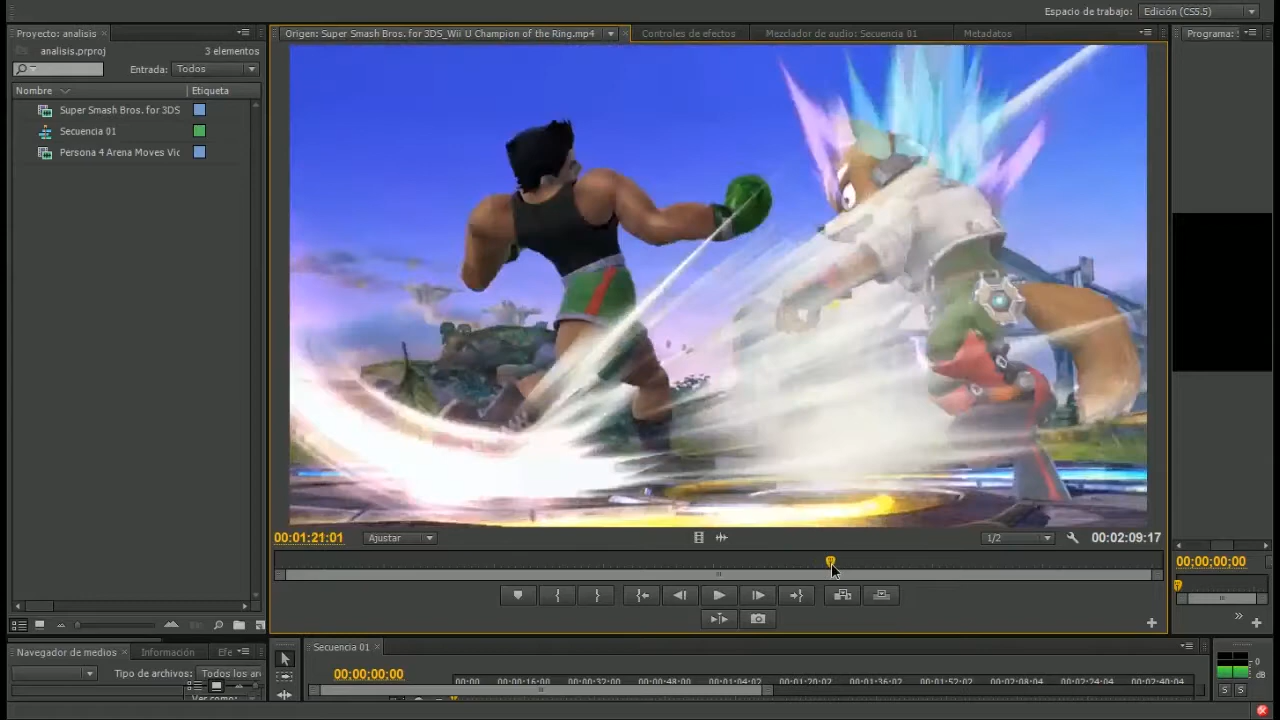 Espacio de trabajo: Edición (CS5.5)
Proyecto: analisis
Origen: Super Smash Bros. for 3DS_Wii U Champion of the Ring.mp4
Controles de efectos
Mezclador de audio: Secuencia 01
Metadatos
Programa:
analisis.prproj
3 elementos
Entrada: Todos
Nombre
Etiqueta
Super Smash Bros. for 3DS
Secuencia 01
Persona 4 Arena Moves Vic
00:01:21:01
Ajustar
1/2
00:02:09:17
00;00;00;00
Navegador de medios
Información
Efe
Secuencia 01
Tipo de archivos: Todos los arc
Ver como:
00:00:00:00
00:00
00:00:16:00
00:00:32:00
00:00:48:00
00:01:04:02
00:01:20:02
00:01:36:02
00:01:52:02
00:02:08:04
00:02:24:04
00:02:40:04
0
dB
S S